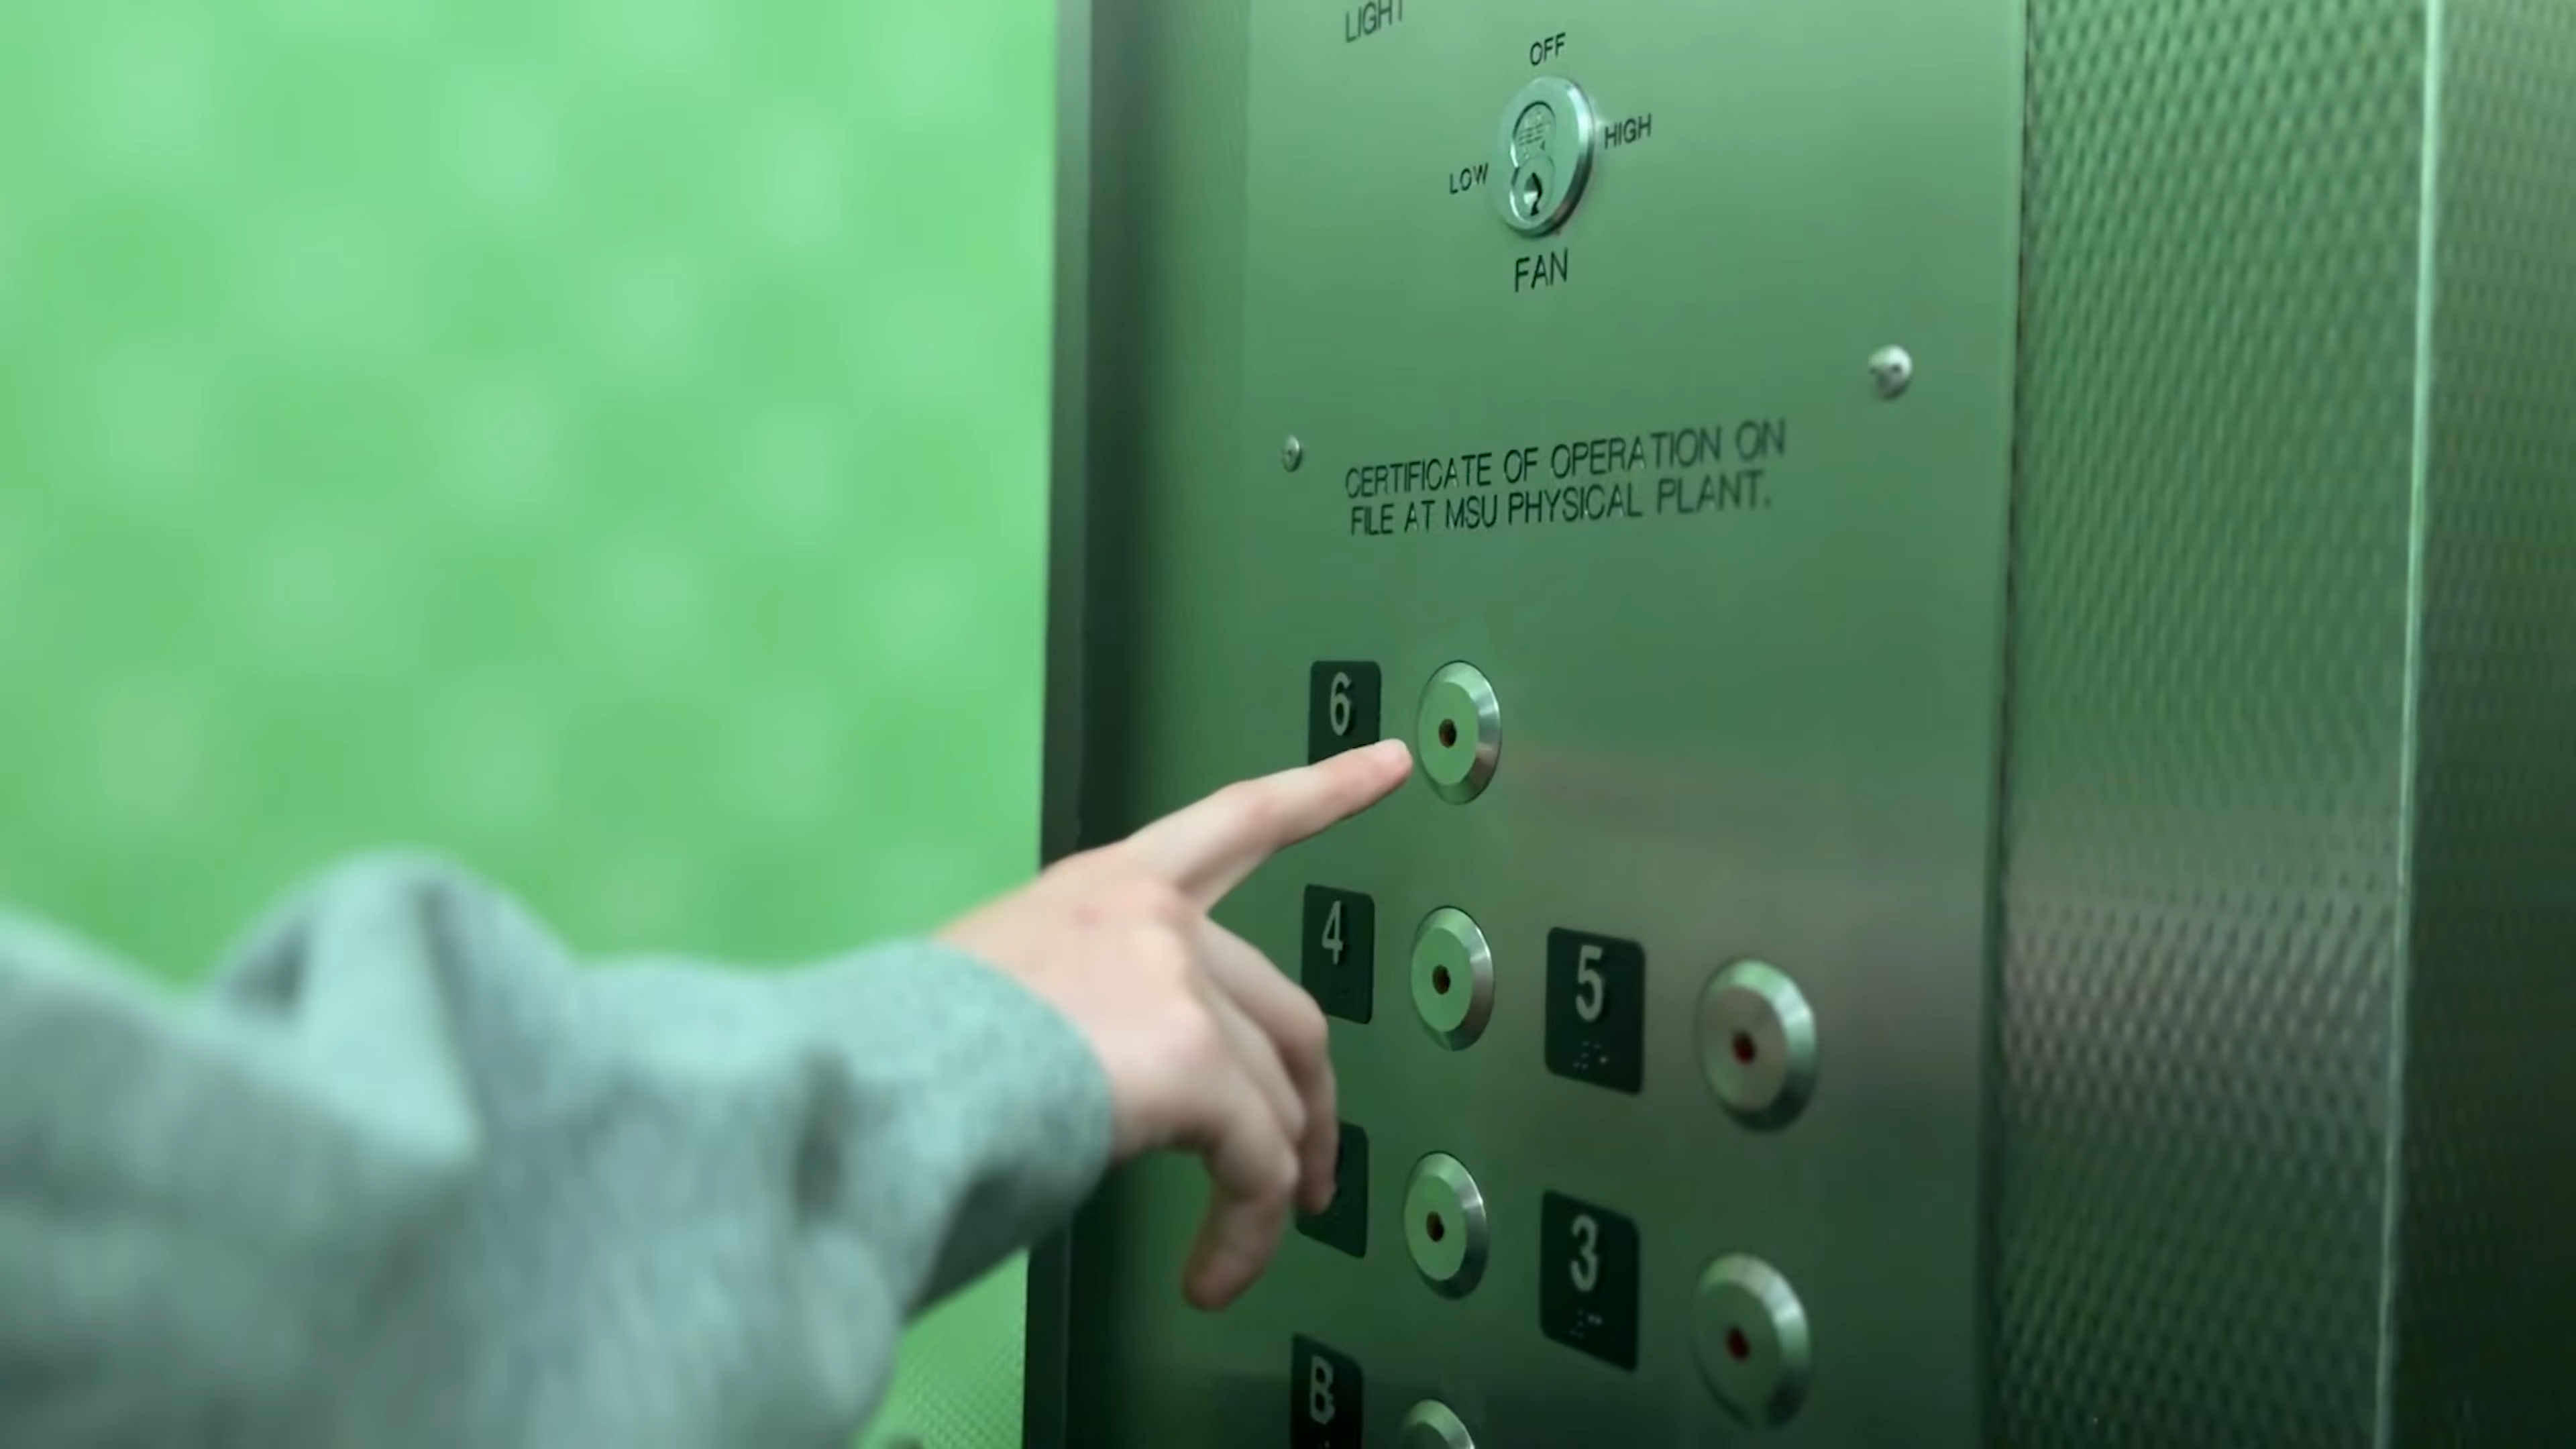 LIGHT
OFF
HIGH
LOW
FAN
CERTIFICATE OF OPERATION ON
FILE AT MSU PHYSICAL PLANT.
6
4
5
3
B